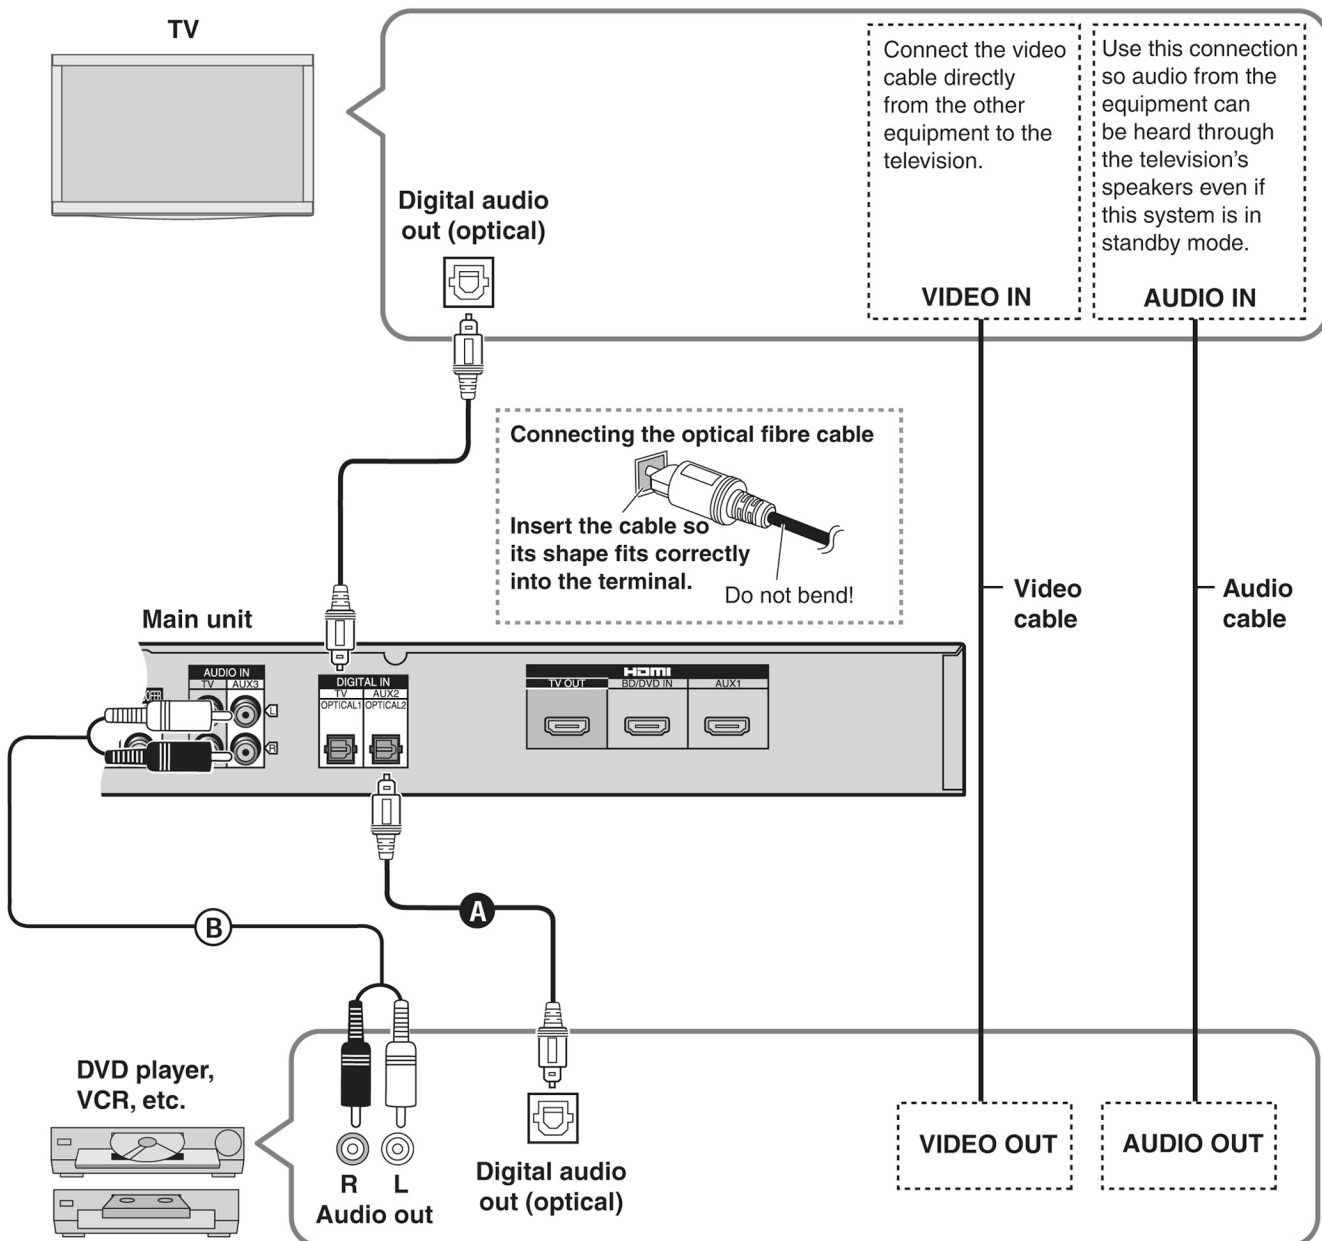 TV
Connect the video
cable directly
from the other
equipment to the
television.
VIDEO IN
Use this connection
so audio from the
equipment can
be heard through
the television's
speakers even if
this system is in
standby mode.
AUDIO IN
Digital audio
out (optical)
Connecting the optical fibre cable
Insert the cable so
its shape fits correctly
into the terminal.
Do not bend!
Video
cable
Audio
cable
Main unit
AUDIO IN
TV AUX3
L
R
DIGITAL IN
TV AUX2
OPTICAL1 OPTICAL2
HDMI
TV OUT BD/DVD IN AUX1
B
A
DVD player,
VCR, etc.
R L
Audio out
Digital audio
out (optical)
VIDEO OUT
AUDIO OUT